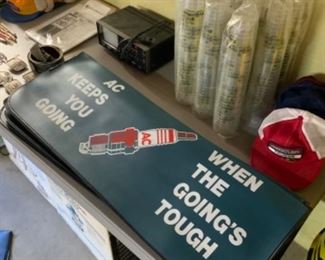 AC
KEEPS
YOU
GOING
AC
WHEN
THE
GOING'S
TOUGH